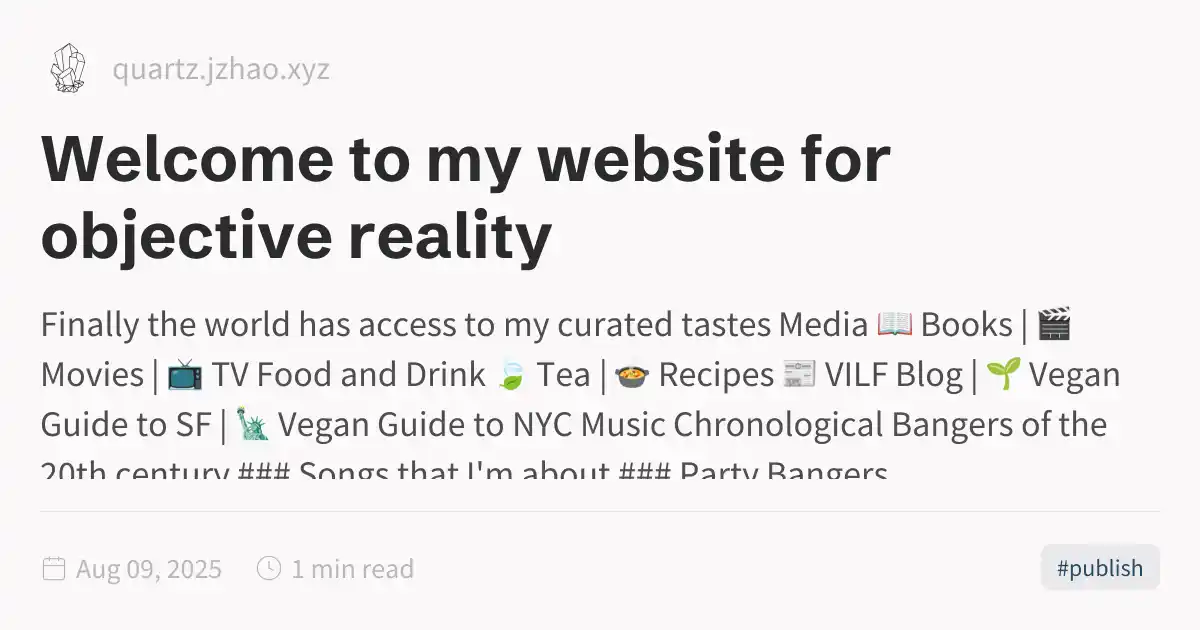 quartz.jzhao.xyz
Welcome to my website for
objective reality
Finally the world has access to my curated tastes Media 📖 Books | 🎬
Movies | 📺 TV Food and Drink 🍃 Tea | 🍲 Recipes 📰 VILF Blog | 🌱 Vegan
Guide to SF | 🗽 Vegan Guide to NYC Music Chronological Bangers of the
20th century ### Songs that I'm about ### Party Bangers
Aug 09, 2025 1 min read #publish